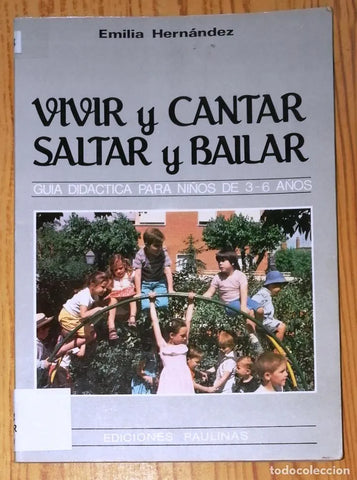 Emilia Hernández
VIVIR y CANTAR
SALTAR y BAILAR
GUIA DIDACTICA PARA NIÑOS DE 3-6 AÑOS
EDICIONES PAULINAS
todocoleccion